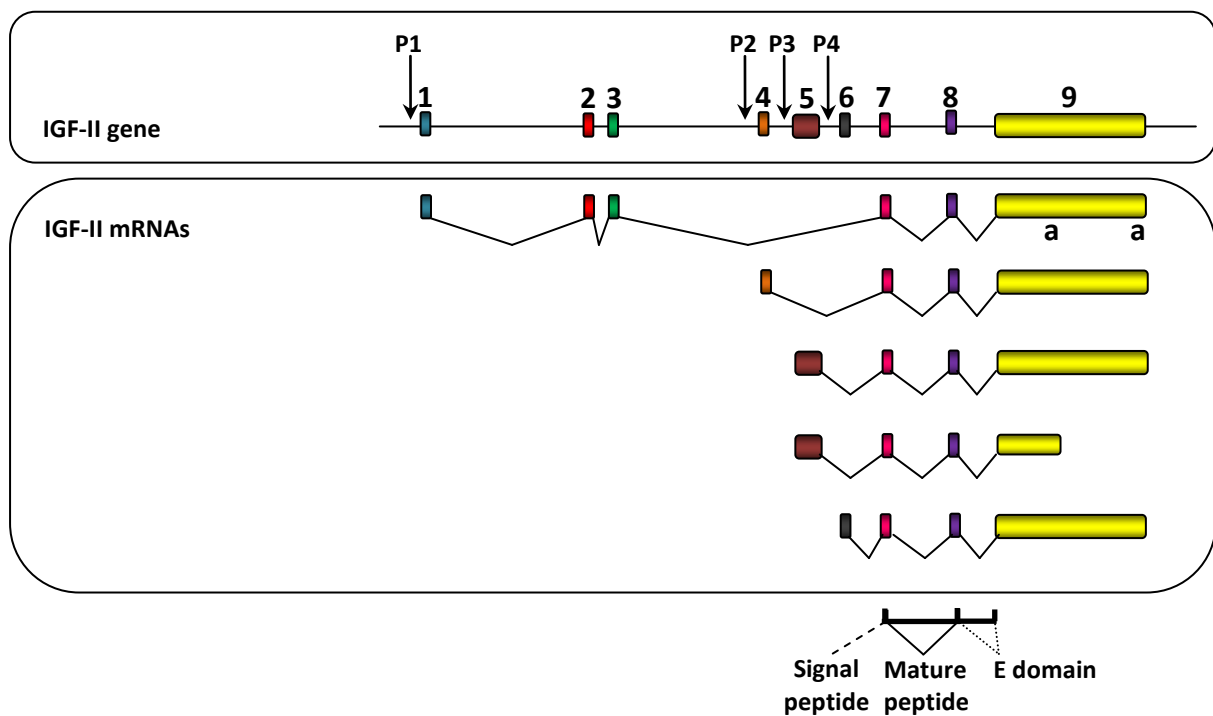 P1 P2 P3 P4
1 2 3 4 5 6 7 8 9
IGF-II gene
IGF-II mRNAs
a a
Signal peptide Mature peptide E domain